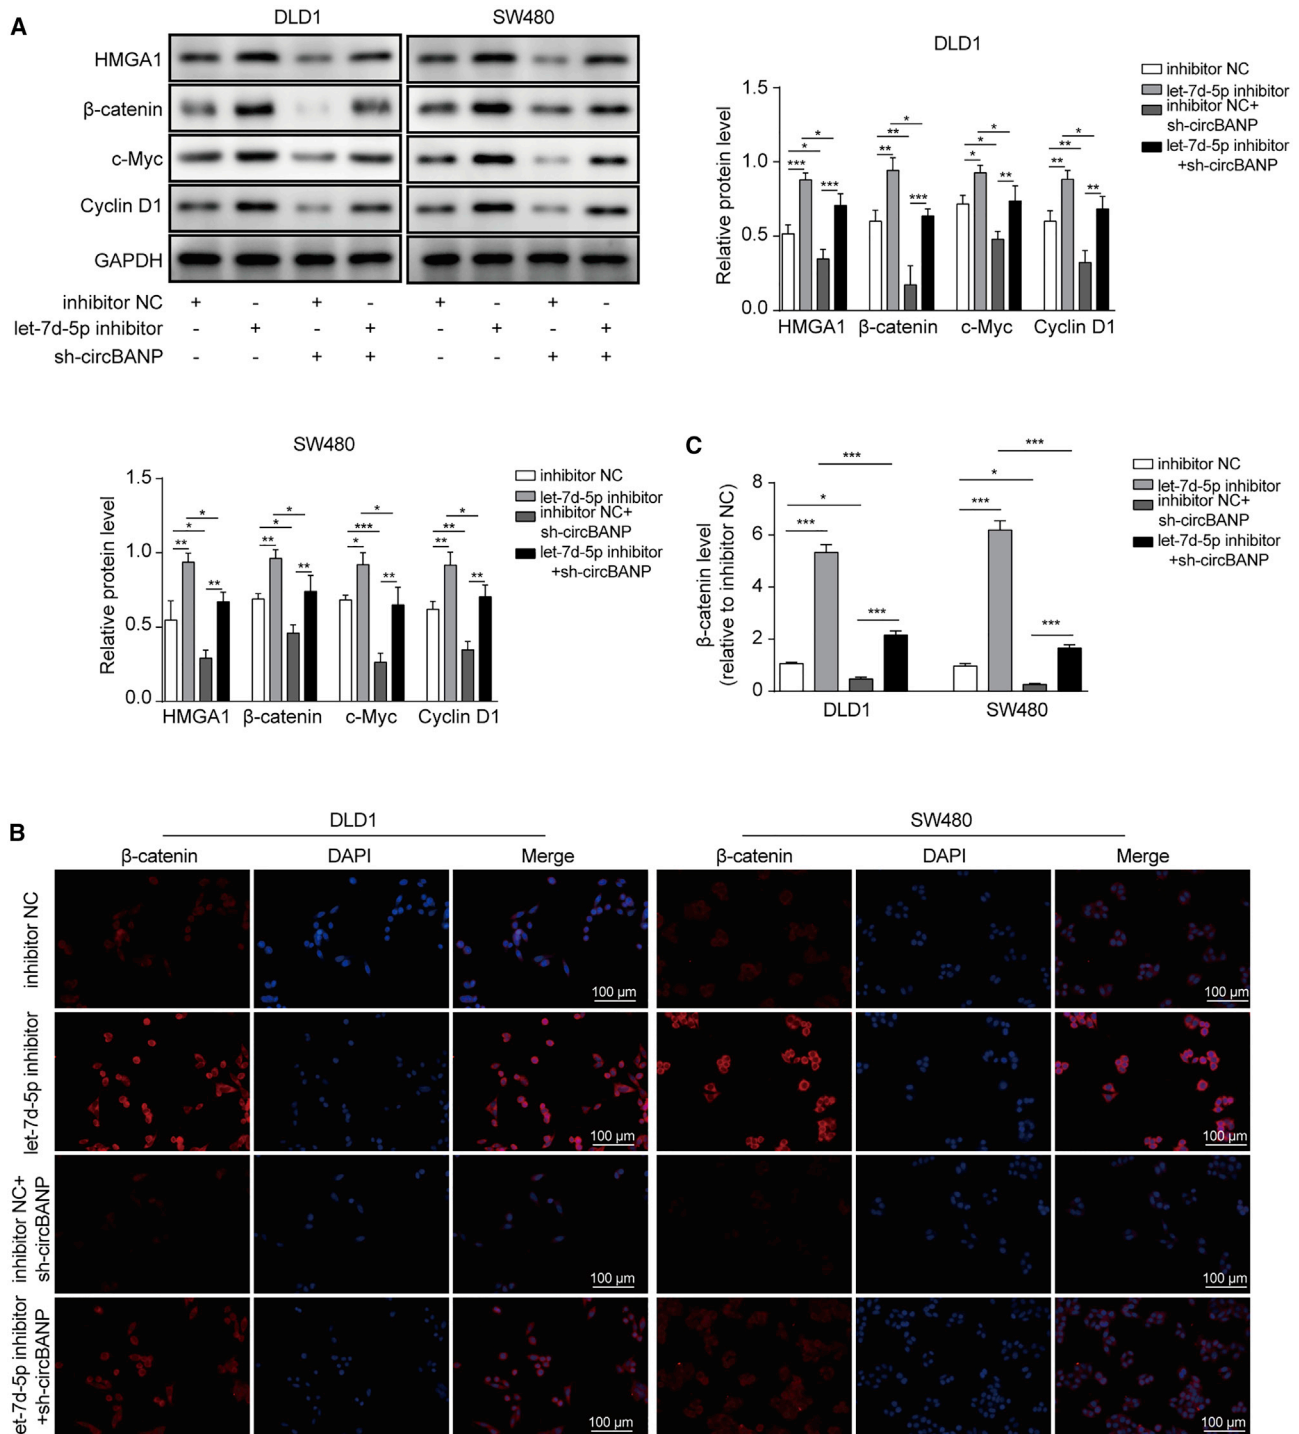 A
DLD1
SW480
HMGA1
β-catenin
c-Myc
Cyclin D1
GAPDH
inhibitor NC + - + - + - + -
let-7d-5p inhibitor - + - + - + - +
sh-circBANP - - + + - - + +
DLD1
Relative protein level
1.5
1.0
0.5
0.0
*** * *** *
** ** *** *
* * ** *
** ** ** *
HMGA1 β-catenin c-Myc Cyclin D1
inhibitor NC
let-7d-5p inhibitor
inhibitor NC+
sh-circBANP
let-7d-5p inhibitor
+sh-circBANP
SW480
Relative protein level
1.5
1.0
0.5
0.0
** * ** *
** * ** *
* *** ** *
** ** ** *
HMGA1 β-catenin c-Myc Cyclin D1
inhibitor NC
let-7d-5p inhibitor
inhibitor NC+
sh-circBANP
let-7d-5p inhibitor
+sh-circBANP
C
β-catenin level
(relative to inhibitor NC)
8
6
4
2
0
*** * *** ***
*** * *** ***
DLD1 SW480
inhibitor NC
let-7d-5p inhibitor
inhibitor NC+
sh-circBANP
let-7d-5p inhibitor
+sh-circBANP
B
DLD1 SW480
β-catenin DAPI Merge β-catenin DAPI Merge
inhibitor NC
100 µm 100 µm
let-7d-5p inhibitor
100 µm 100 µm
inhibitor NC+
sh-circBANP
100 µm 100 µm
et-7d-5p inhibitor
+sh-circBANP
100 µm 100 µm